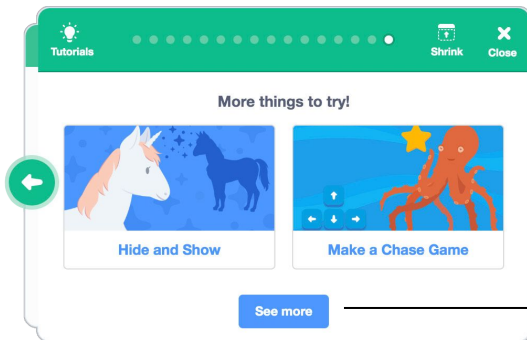 Tutorials
Shrink
Close
More things to try!
Hide and Show
Make a Chase Game
See more